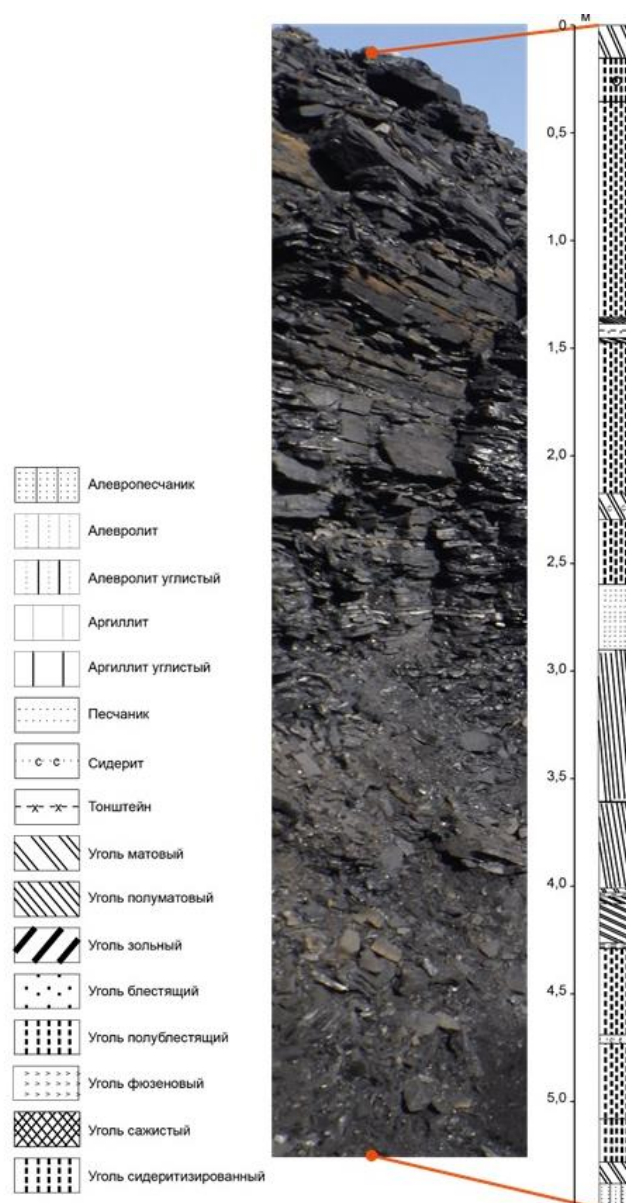 м
0
0,5
1,0
1,5
2,0
2,5
3,0
3,5
4,0
4,5
5,0
Алевропесчаник
Алевролит
Алевролит углистый
Аргиллит
Аргиллит углистый
Песчаник
с с
Сидерит
х х
Тонштейн
Уголь матовый
Уголь полуматовый
Уголь зольный
Уголь блестящий
Уголь полублестящий
Уголь фюзеновый
Уголь сажистый
Уголь сидеритизированный